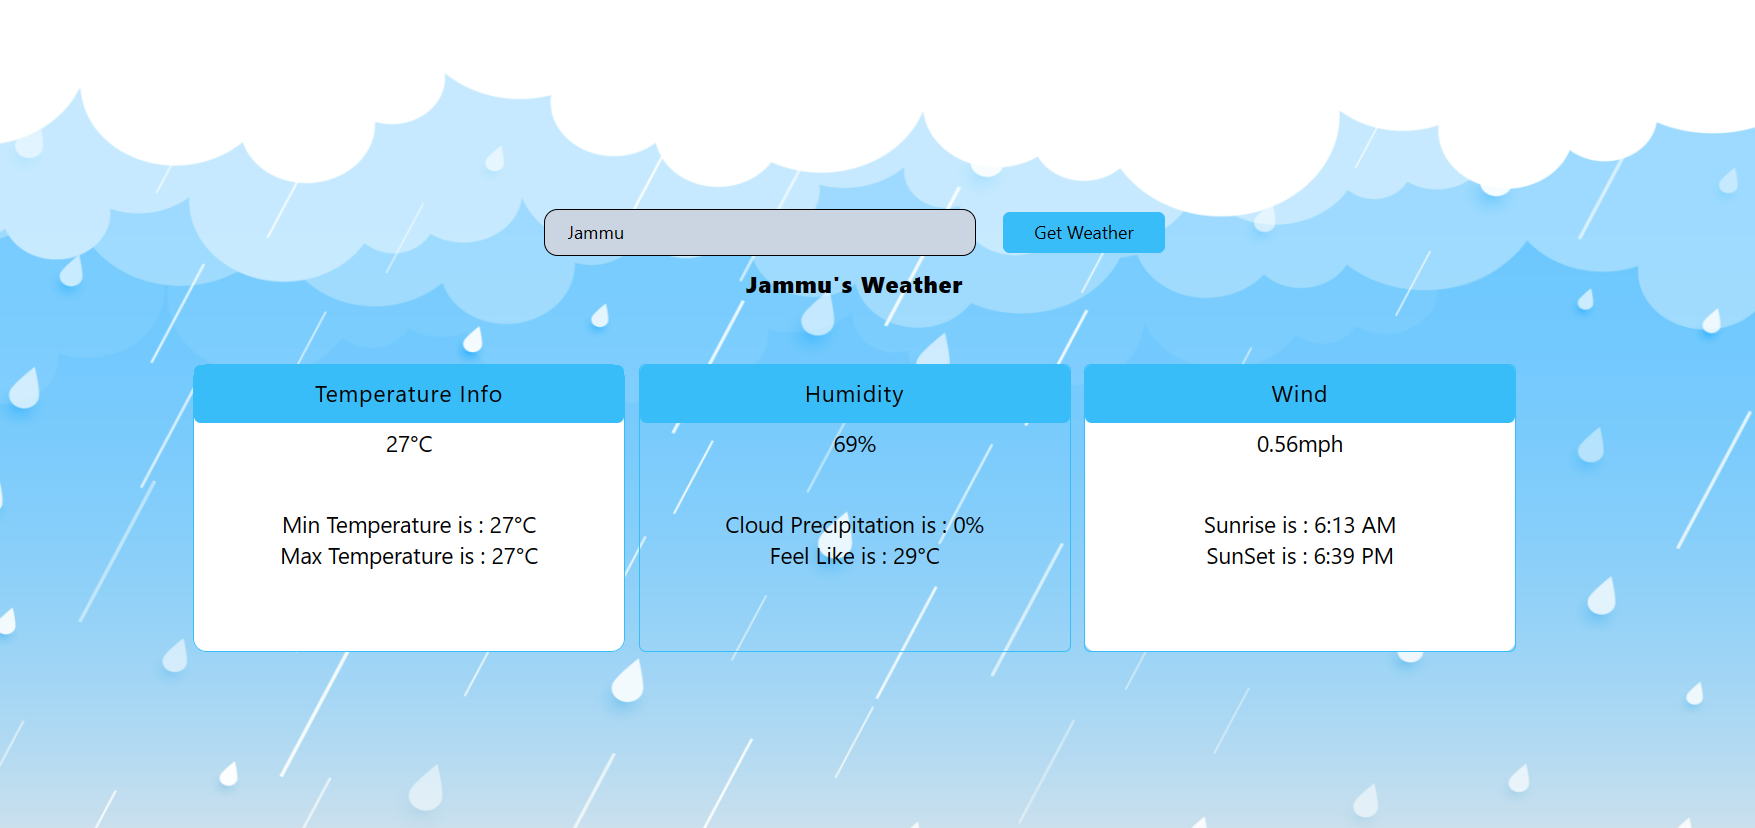 Jammu
Get Weather
Jammu's Weather
Temperature Info
27°C
Min Temperature is : 27°C
Max Temperature is : 27°C
Humidity
69%
Cloud Precipitation is : 0%
Feel Like is : 29°C
Wind
0.56mph
Sunrise is : 6:13 AM
SunSet is : 6:39 PM